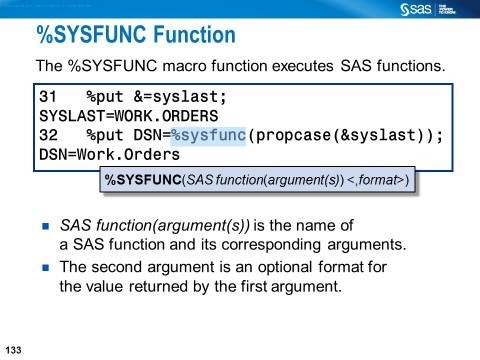 sas
THE
POWER
TO KNOW
%SYSFUNC Function
The %SYSFUNC macro function executes SAS functions.
31 %put &=syslast;
SYSLAST=WORK.ORDERS
32 %put DSN=%sysfunc(propcase(&syslast));
DSN=Work.Orders
%SYSFUNC(SAS function(argument(s)) <,format>)
SAS function(argument(s)) is the name of
a SAS function and its corresponding arguments.
The second argument is an optional format for
the value returned by the first argument.
133